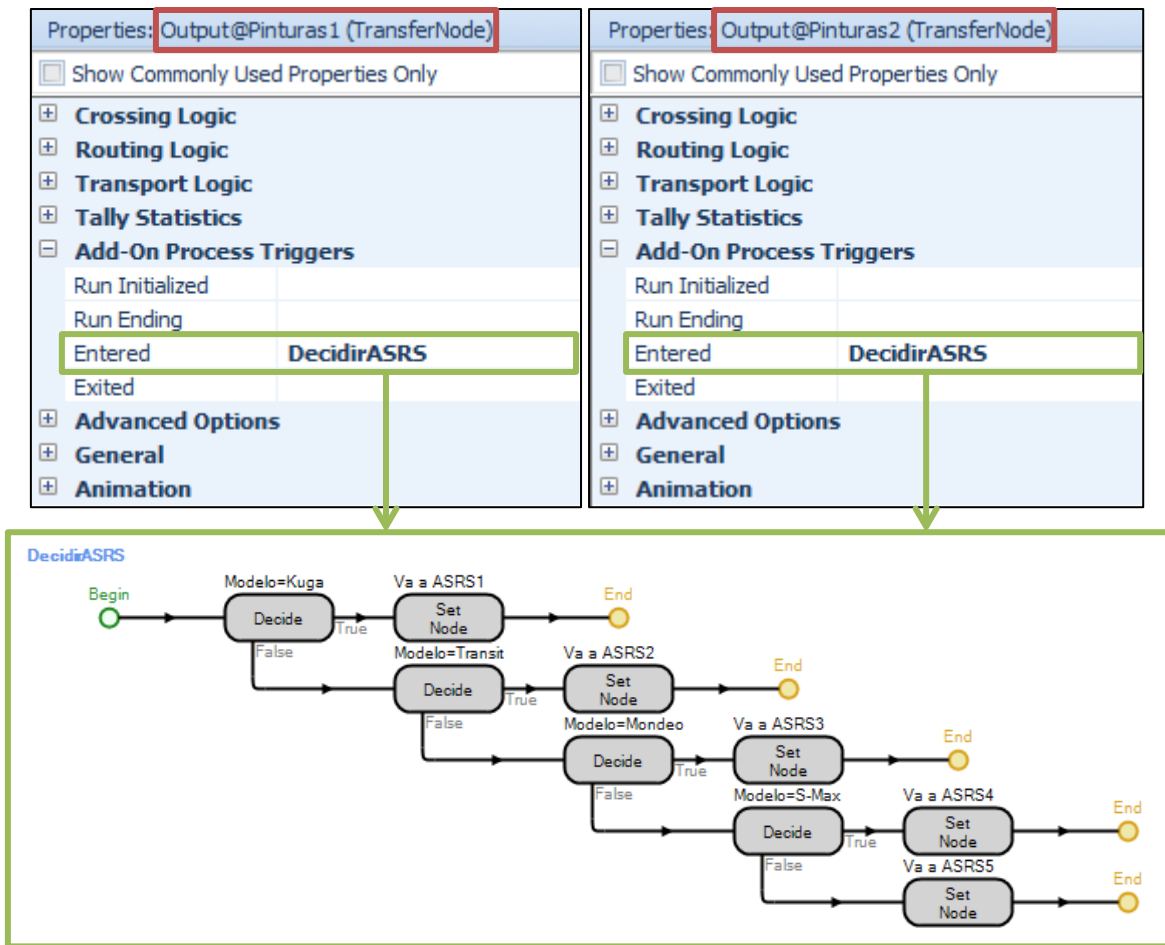 Properties: Output@Pinturas1 (TransferNode)
Show Commonly Used Properties Only
Crossing Logic
Routing Logic
Transport Logic
Tally Statistics
Add-On Process Triggers
Run Initialized
Run Ending
Entered DecidirASRS
Exited
Advanced Options
General
Animation
Properties: Output@Pinturas2 (TransferNode)
Show Commonly Used Properties Only
Crossing Logic
Routing Logic
Transport Logic
Tally Statistics
Add-On Process Triggers
Run Initialized
Run Ending
Entered DecidirASRS
Exited
Advanced Options
General
Animation
DecidirASRS
Begin
Modelo=Kuga
Decide
True
False
Va a ASRS1
Set
Node
End
Modelo=Transit
Decide
True
False
Va a ASRS2
Set
Node
End
Modelo=Mondeo
Decide
True
False
Va a ASRS3
Set
Node
End
Modelo=S-Max
Decide
True
False
Va a ASRS4
Set
Node
End
Va a ASRS5
Set
Node
End